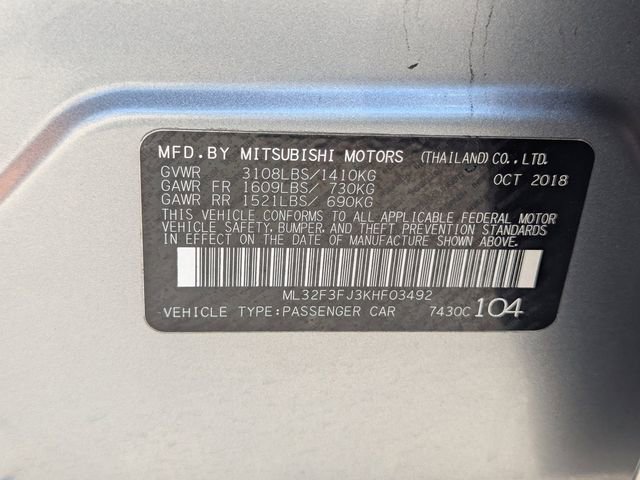 MFD.BY MITSUBISHI MOTORS (THAILAND) CO., LTD.
GVWR 3108LBS/1410KG OCT 2018
GAWR FR 1609LBS/ 730KG
GAWR RR 1521LBS/ 690KG
THIS VEHICLE CONFORMS TO ALL APPLICABLE FEDERAL MOTOR
VEHICLE SAFETY, BUMPER, AND THEFT PREVENTION STANDARDS
IN EFFECT ON THE DATE OF MANUFACTURE SHOWN ABOVE.
ML32F3FJ3KHF03492
VEHICLE TYPE:PASSENGER CAR 7430C 104